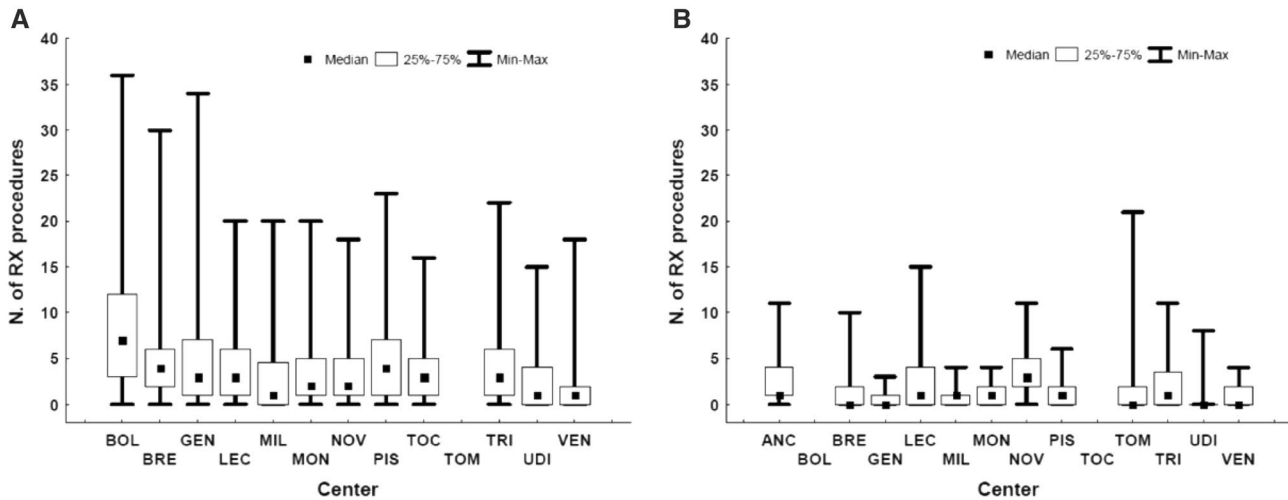 A
40
35
30
25
20
15
10
5
0
N. of RX procedures
Median 25%-75% Min-Max
BOL GEN MIL NOV TOC TRI VEN
BRE LEC MON PIS TOM UDI
Center
B
40
35
30
25
20
15
10
5
0
N. of RX procedures
Median 25%-75% Min-Max
ANC BRE LEC MON PIS TOM UDI
BOL GEN MIL NOV TOC TRI VEN
Center